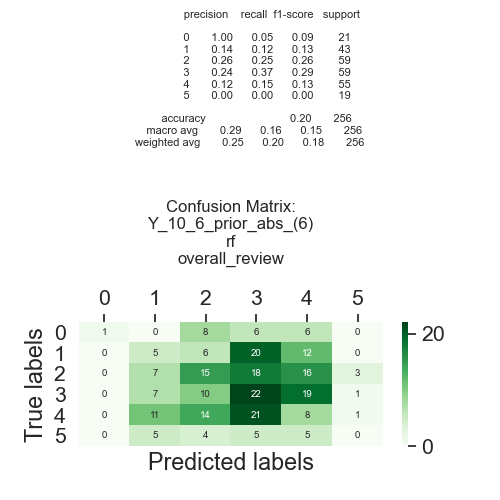 precision recall f1-score support
0 1.00 0.05 0.09 21
1 0.14 0.12 0.13 43
2 0.26 0.25 0.26 59
3 0.24 0.37 0.29 59
4 0.12 0.15 0.13 55
5 0.00 0.00 0.00 19
accuracy 0.20 256
macro avg 0.29 0.16 0.15 256
weighted avg 0.25 0.20 0.18 256
Confusion Matrix:
Y_10_6_prior_abs_(6)
rf
overall_review
0 1 2 3 4 5
0 1 0 8 6 6 0
1 0 5 6 20 12 0
2 0 7 15 18 16 3
3 0 7 10 22 19 1
4 0 11 14 21 8 1
5 0 5 4 5 5 0
True labels
Predicted labels
20
0